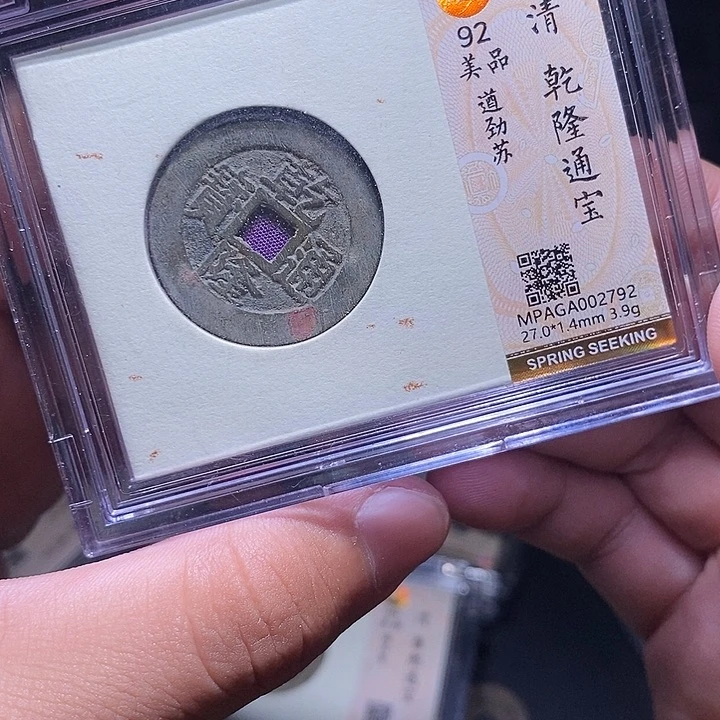 92
美品
遒劲苏
清 乾隆通宝
MPAGA002792
27.0*1.4mm 3.9g
SPRING SEEKING
乾隆通寶